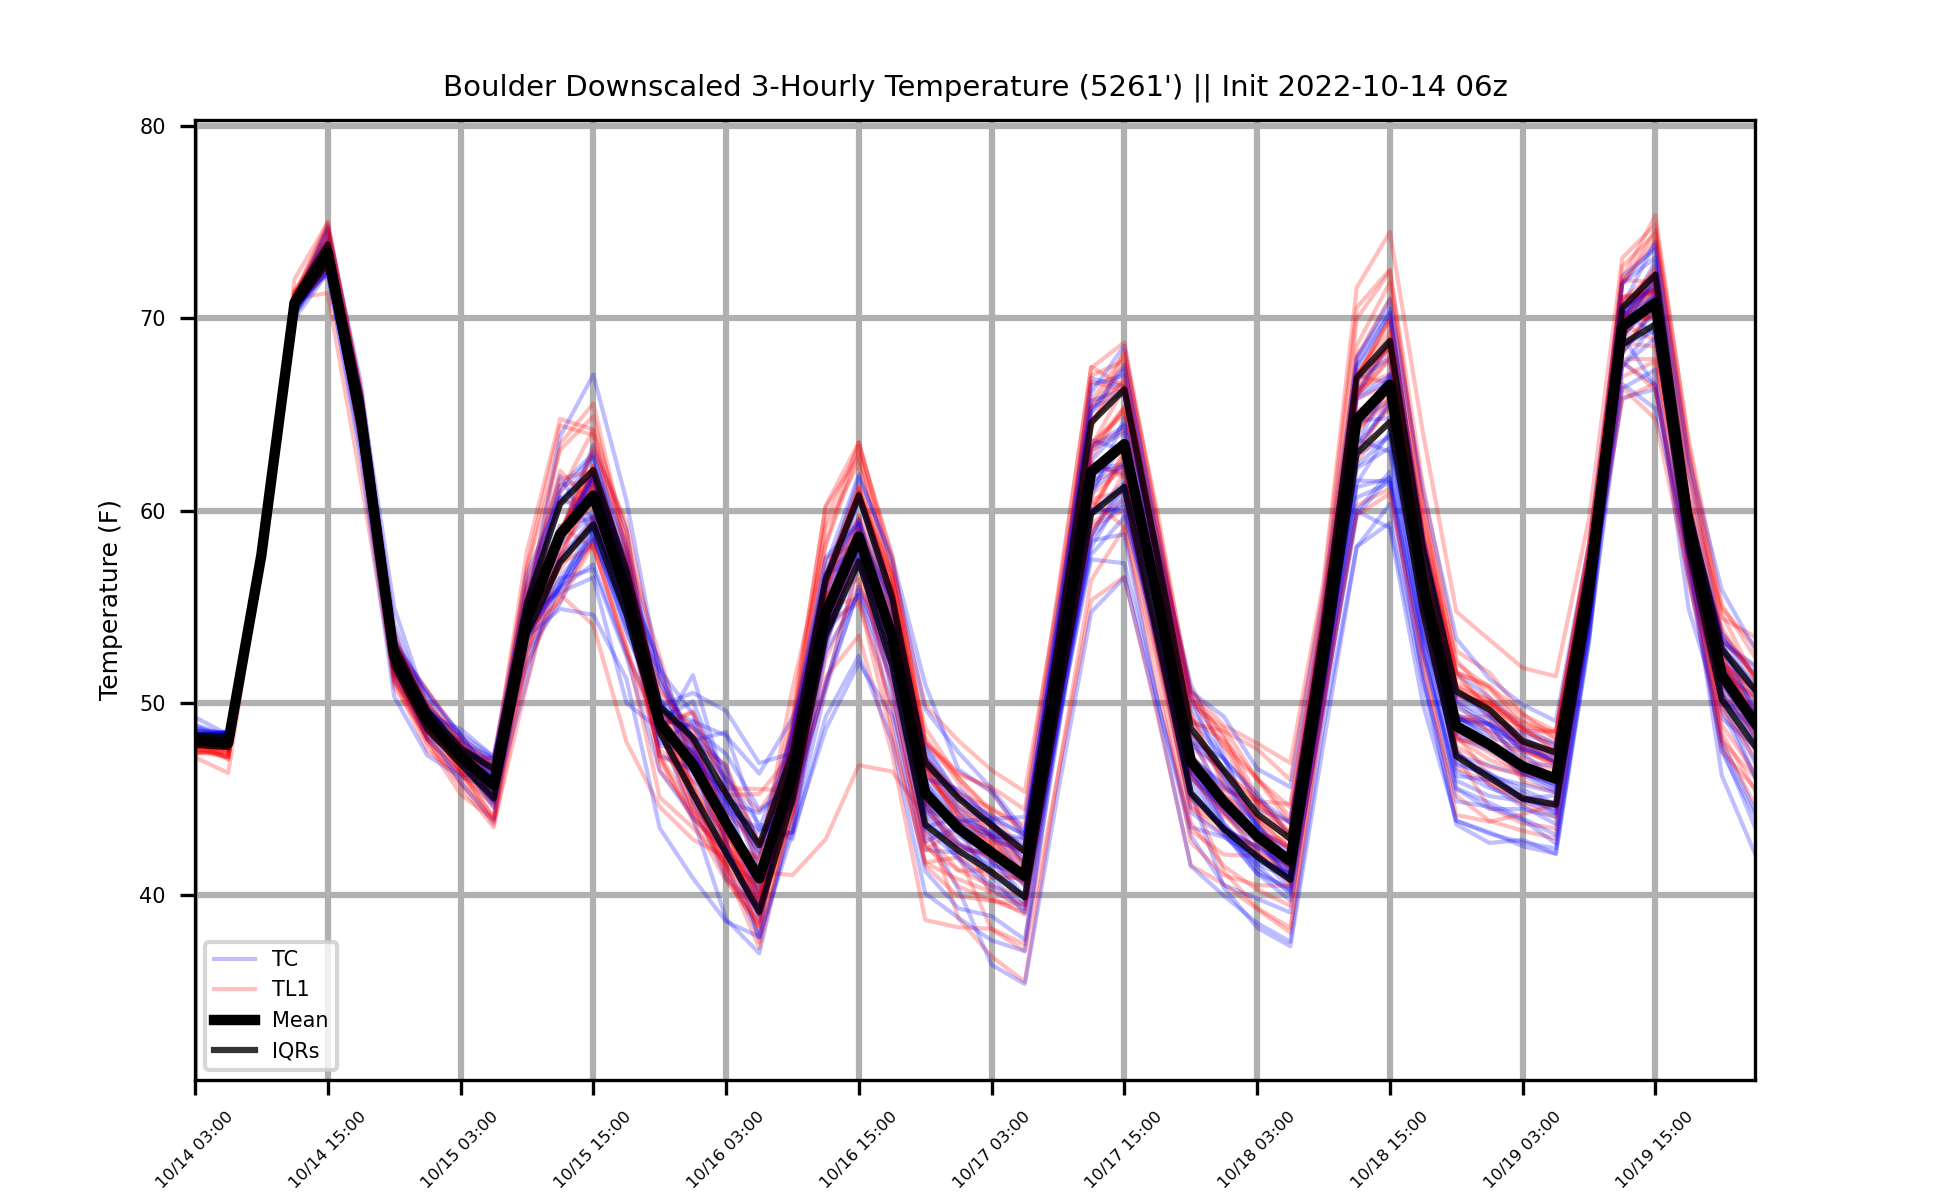 Boulder Downscaled 3-Hourly Temperature (5261') || Init 2022-10-14 06z
Temperature (F)
80
70
60
50
40
TC
TL1
Mean
IQRs
10/14 03:00
10/14 15:00
10/15 03:00
10/15 15:00
10/16 03:00
10/16 15:00
10/17 03:00
10/17 15:00
10/18 03:00
10/18 15:00
10/19 03:00
10/19 15:00